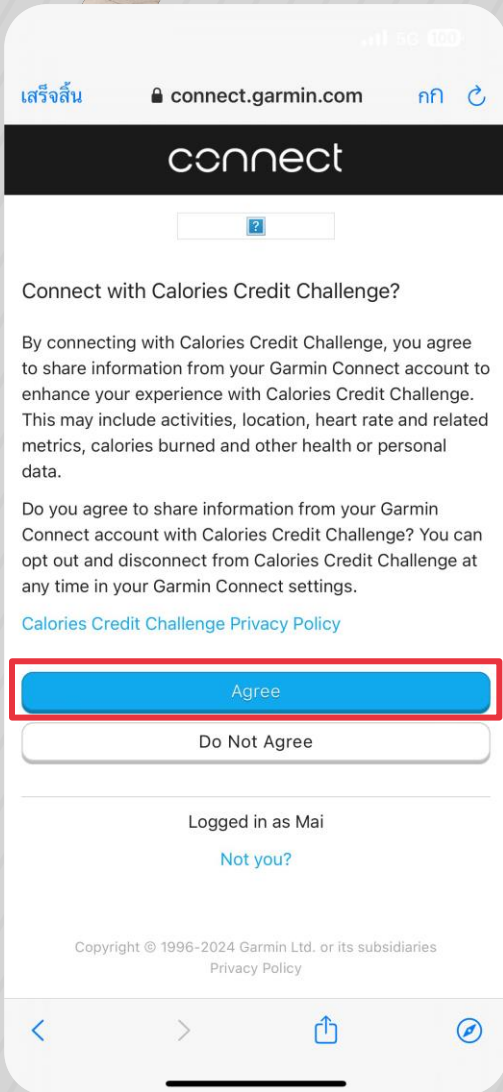 5G 100
เสร็จสิ้น connect.garmin.com กก
connect
?
Connect with Calories Credit Challenge?
By connecting with Calories Credit Challenge, you agree
to share information from your Garmin Connect account to
enhance your experience with Calories Credit Challenge.
This may include activities, location, heart rate and related
metrics, calories burned and other health or personal
data.
Do you agree to share information from your Garmin
Connect account with Calories Credit Challenge? You can
opt out and disconnect from Calories Credit Challenge at
any time in your Garmin Connect settings.
Calories Credit Challenge Privacy Policy
Agree
Do Not Agree
Logged in as Mai
Not you?
Copyright © 1996-2024 Garmin Ltd. or its subsidiaries
Privacy Policy